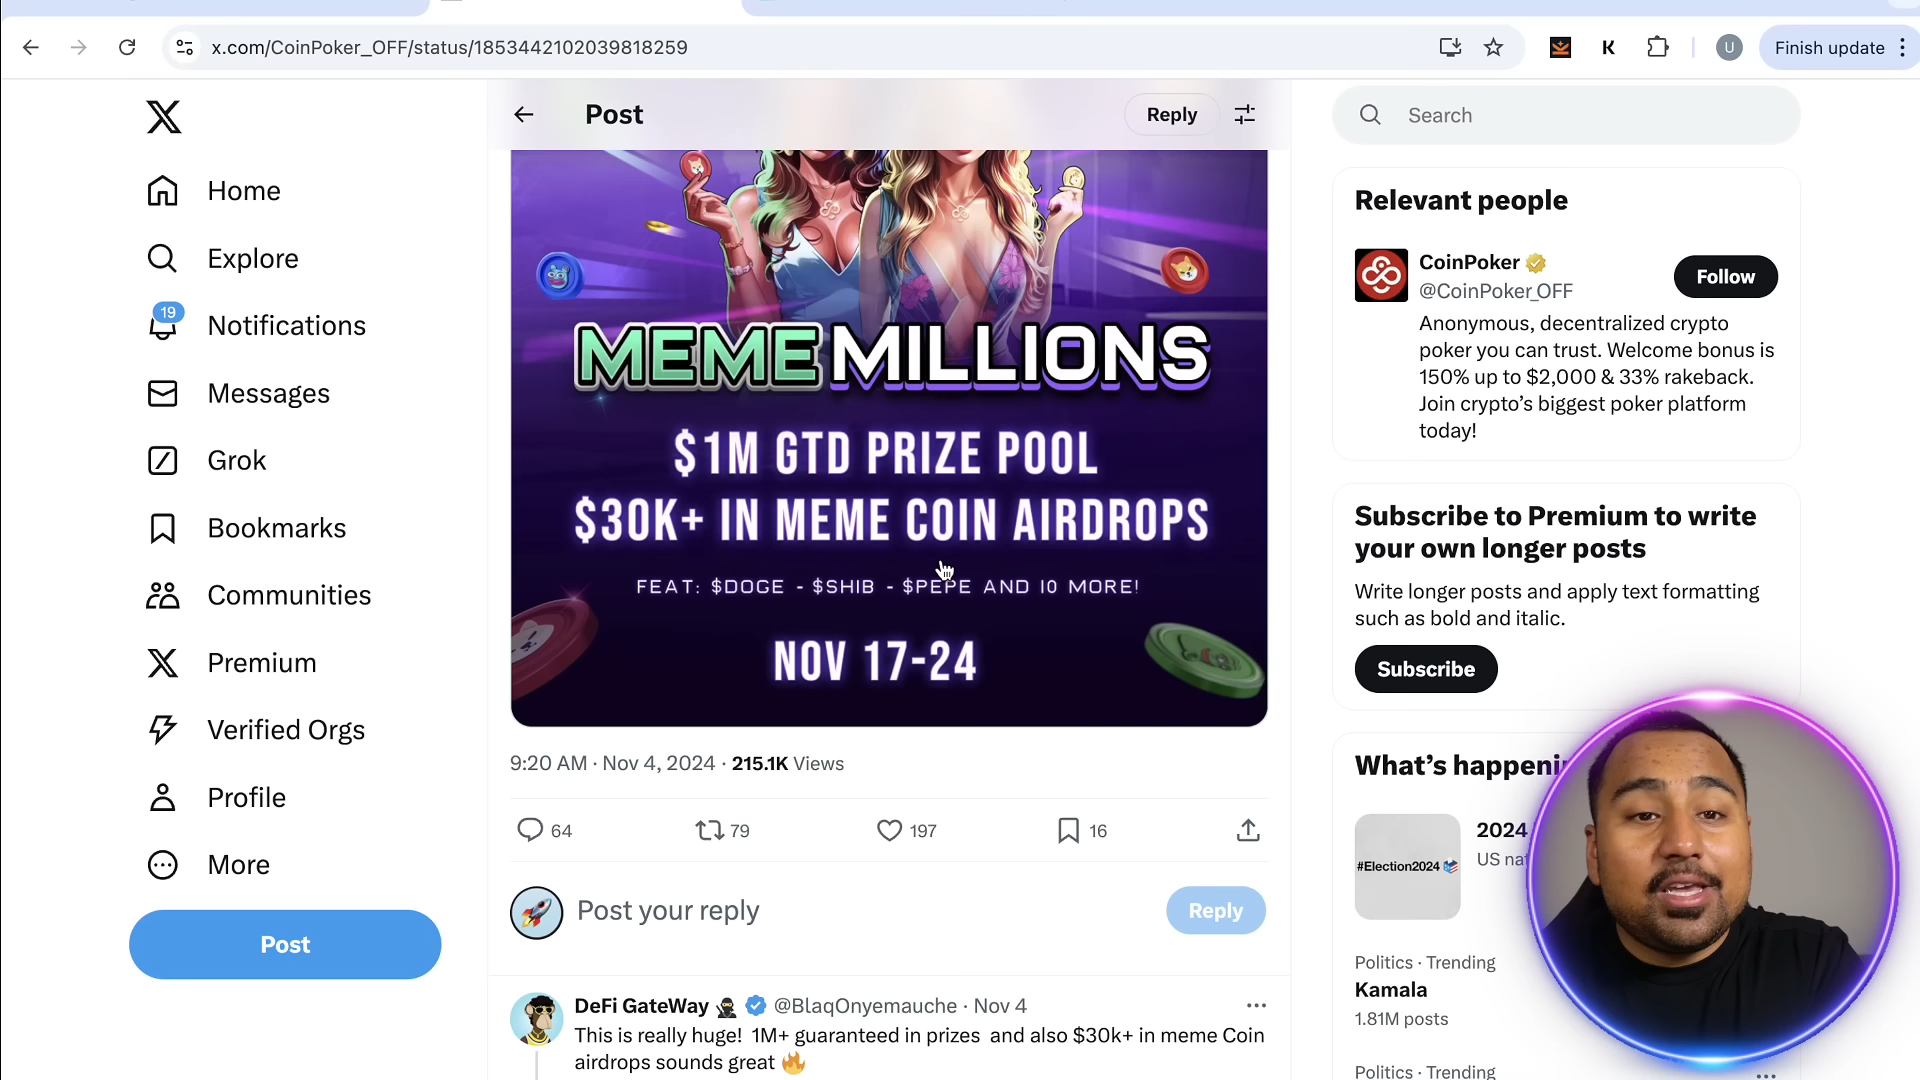 x.com/CoinPoker_OFF/status/1853442102039818259
K
U
Finish update
Home
Explore
19
Notifications
Messages
Grok
Bookmarks
Communities
Premium
Verified Orgs
Profile
More
Post
Post
Reply
MEME MILLIONS
$1M GTD PRIZE POOL
$30K+ IN MEME COIN AIRDROPS
FEAT: $DOGE - $SHIB - $PEPE AND 10 MORE!
NOV 17-24
9:20 AM · Nov 4, 2024 · 215.1K Views
64
79
197
16
Post your reply
Reply
DeFi GateWay @BlaqOnyemauche · Nov 4
This is really huge! 1M+ guaranteed in prizes and also $30k+ in meme Coin
airdrops sounds great 🔥
Search
Relevant people
CoinPoker
@CoinPoker_OFF
Follow
Anonymous, decentralized crypto
poker you can trust. Welcome bonus is
150% up to $2,000 & 33% rakeback.
Join crypto’s biggest poker platform
today!
Subscribe to Premium to write
your own longer posts
Write longer posts and apply text formatting
such as bold and italic.
Subscribe
What’s happeni
#Election2024
2024
US na
Politics · Trending
Kamala
1.81M posts
Politics · Trending